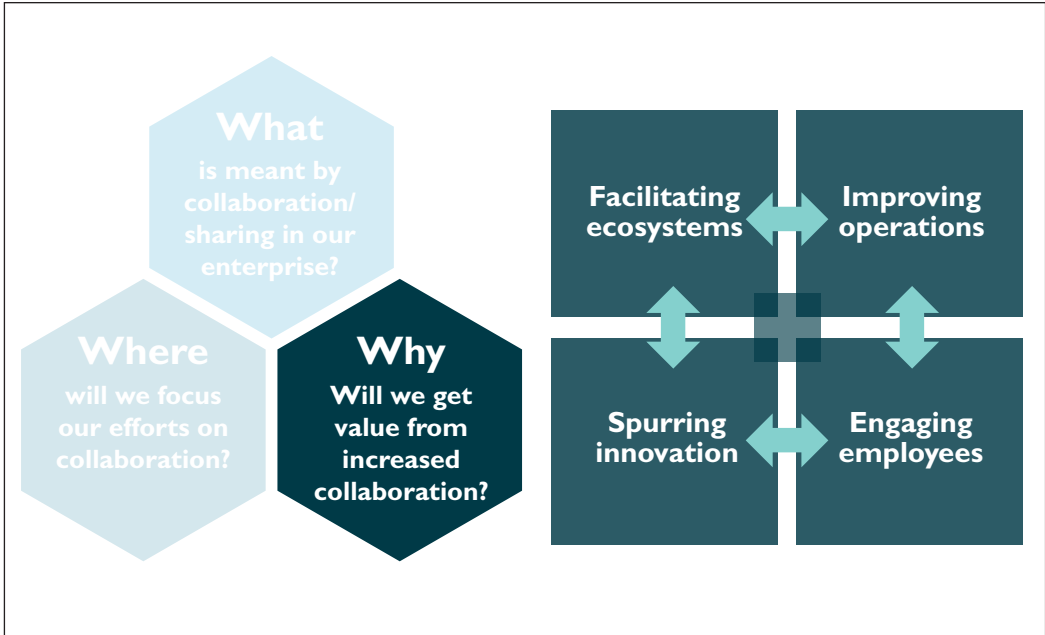 What
is meant by
collaboration/
sharing in our
enterprise?
Where
will we focus
our efforts on
collaboration?
Why
Will we get
value from
increased
collaboration?
Facilitating
ecosystems
Improving
operations
Spurring
innovation
Engaging
employees